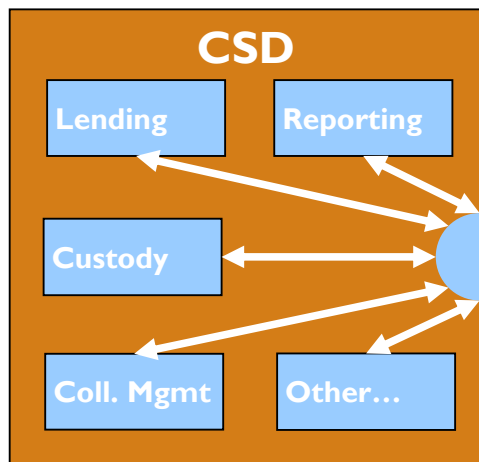 CSD
Lending
Reporting
Custody
Coll. Mgmt
Other…